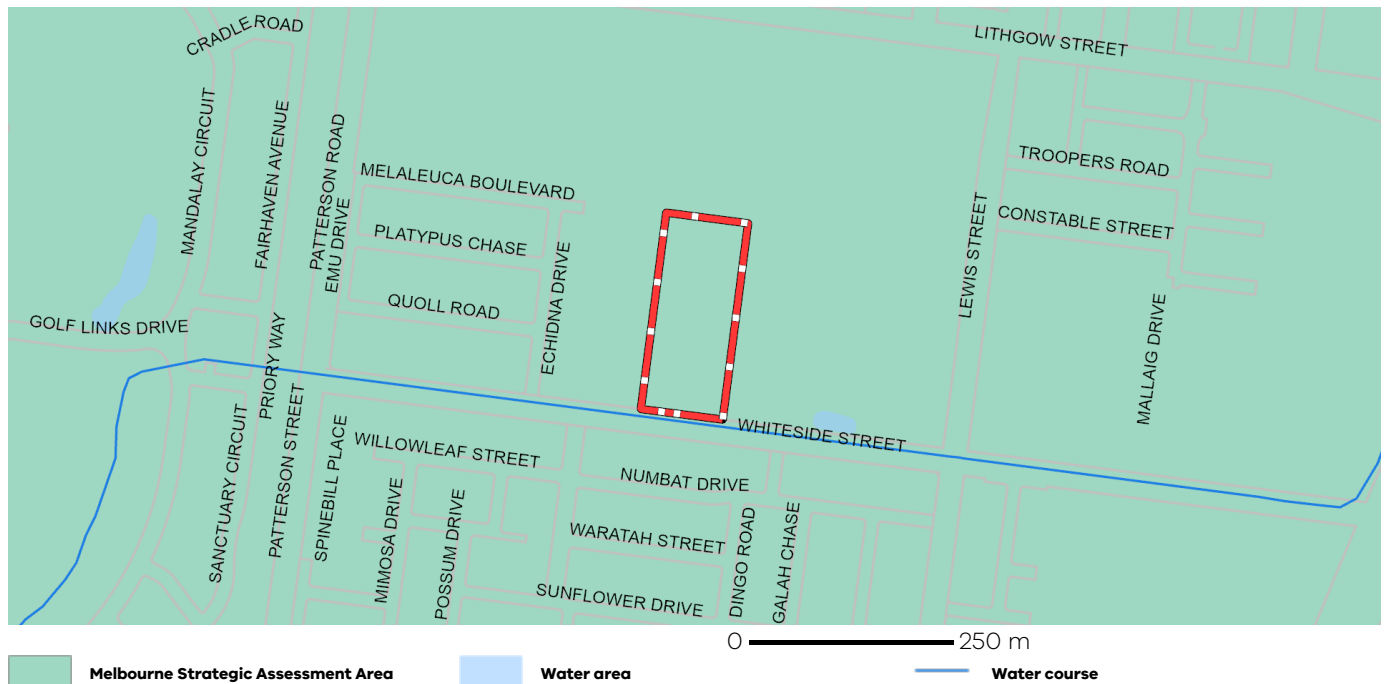 CRADLE ROAD
LITHGOW STREET
MANDALAY CIRCUIT
FAIRHAVEN AVENUE
PATTERSON ROAD
EMU DRIVE
MELALEUCA BOULEVARD
TROOPERS ROAD
PLATYPUS CHASE
CONSTABLE STREET
ECHIDNA DRIVE
LEWIS STREET
QUOLL ROAD
GOLF LINKS DRIVE
PRIORY WAY
MALLAIG DRIVE
SANCTUARY CIRCUIT
PATTERSON STREET
SPINEBILL PLACE
WILLOWLEAF STREET
WHITESIDE STREET
NUMBAT DRIVE
MIMOSA DRIVE
POSSUM DRIVE
WARATAH STREET
DINGO ROAD
GALAH CHASE
SUNFLOWER DRIVE
0 250 m
Melbourne Strategic Assessment Area
Water area
Water course